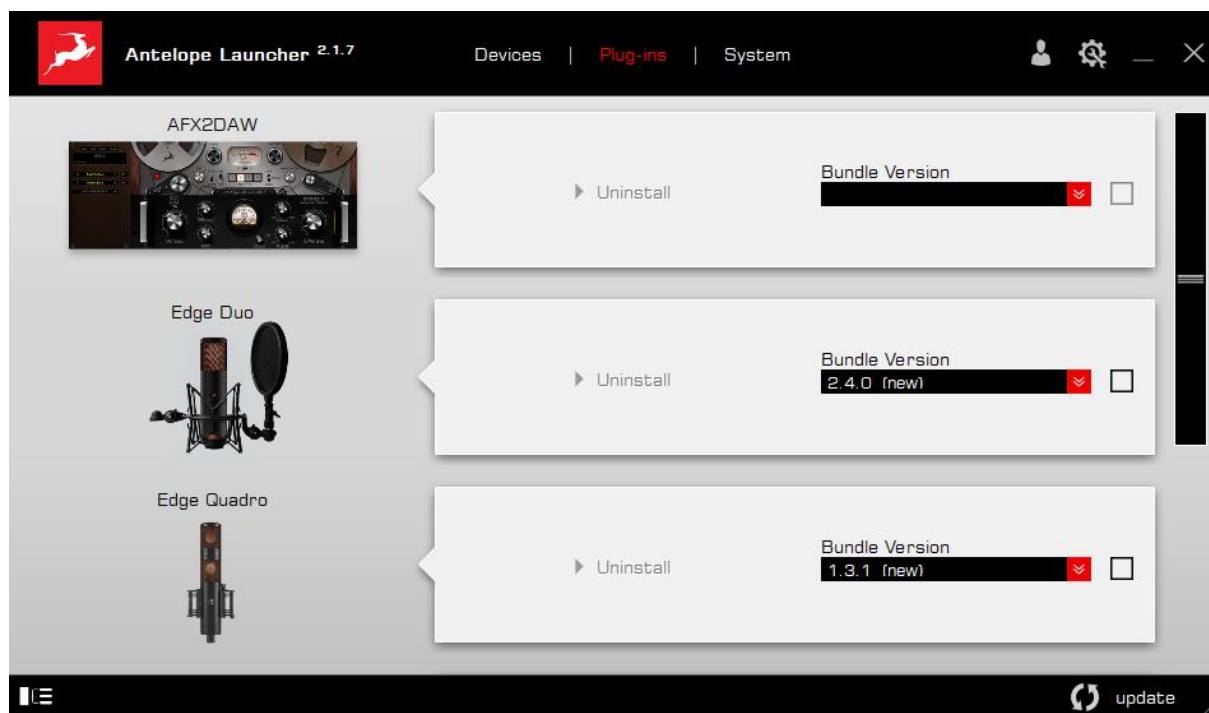 Antelope Launcher 2.1.7
Devices | Plug-ins | System
AFX2DAW
Uninstall
Bundle Version
Edge Duo
Uninstall
Bundle Version
2.4.0 (new)
Edge Quadro
Uninstall
Bundle Version
1.3.1 (new)
update